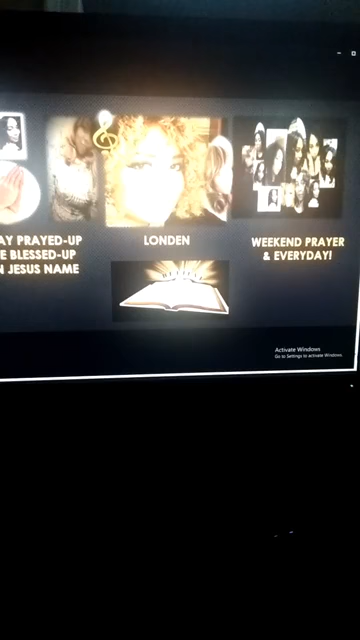 AY PRAYED-UP
E BLESSED-UP
N JESUS NAME
LONDEN
WEEKEND PRAYER
& EVERYDAY!
Activate Windows
Go to Settings to activate Windows.